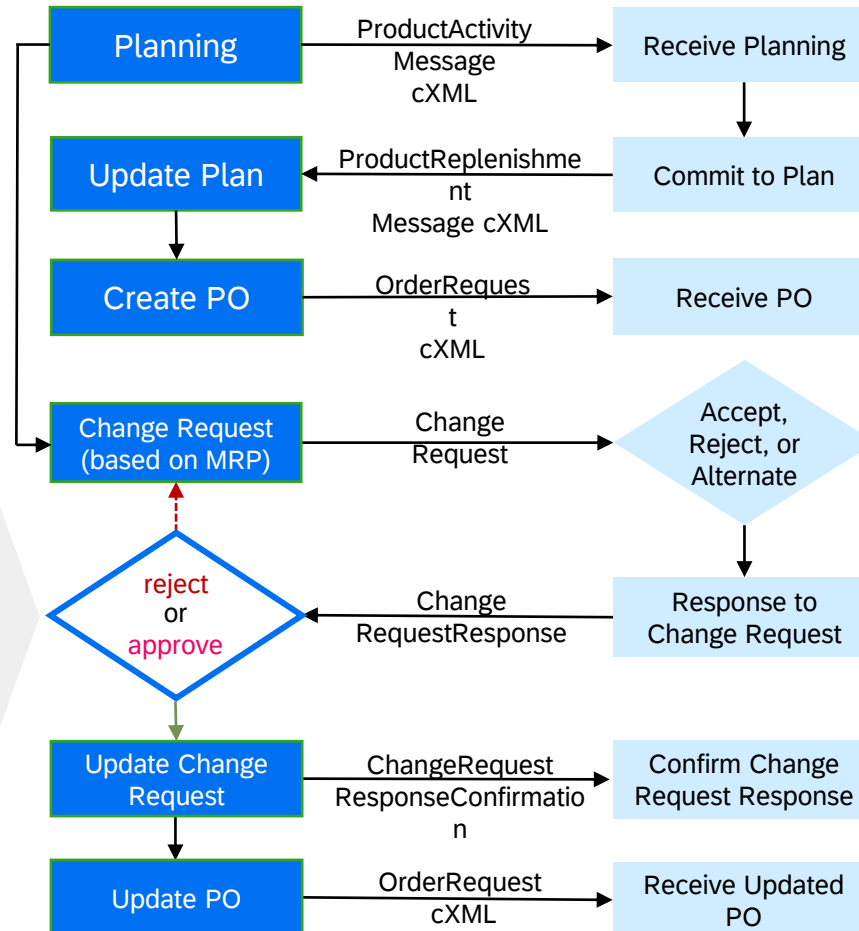 Planning
ProductActivity
Message
cXML
Receive Planning
Update Plan
ProductReplenishme
nt
Message cXML
Commit to Plan
Create PO
OrderReques
t
cXML
Receive PO
Change Request
(based on MRP)
Change
Request
Accept,
Reject, or
Alternate
reject
or
approve
Change
RequestResponse
Response to
Change Request
Update Change
Request
ChangeRequest
ResponseConfirmatio
n
Confirm Change
Request Response
Update PO
OrderRequest
cXML
Receive Updated
PO